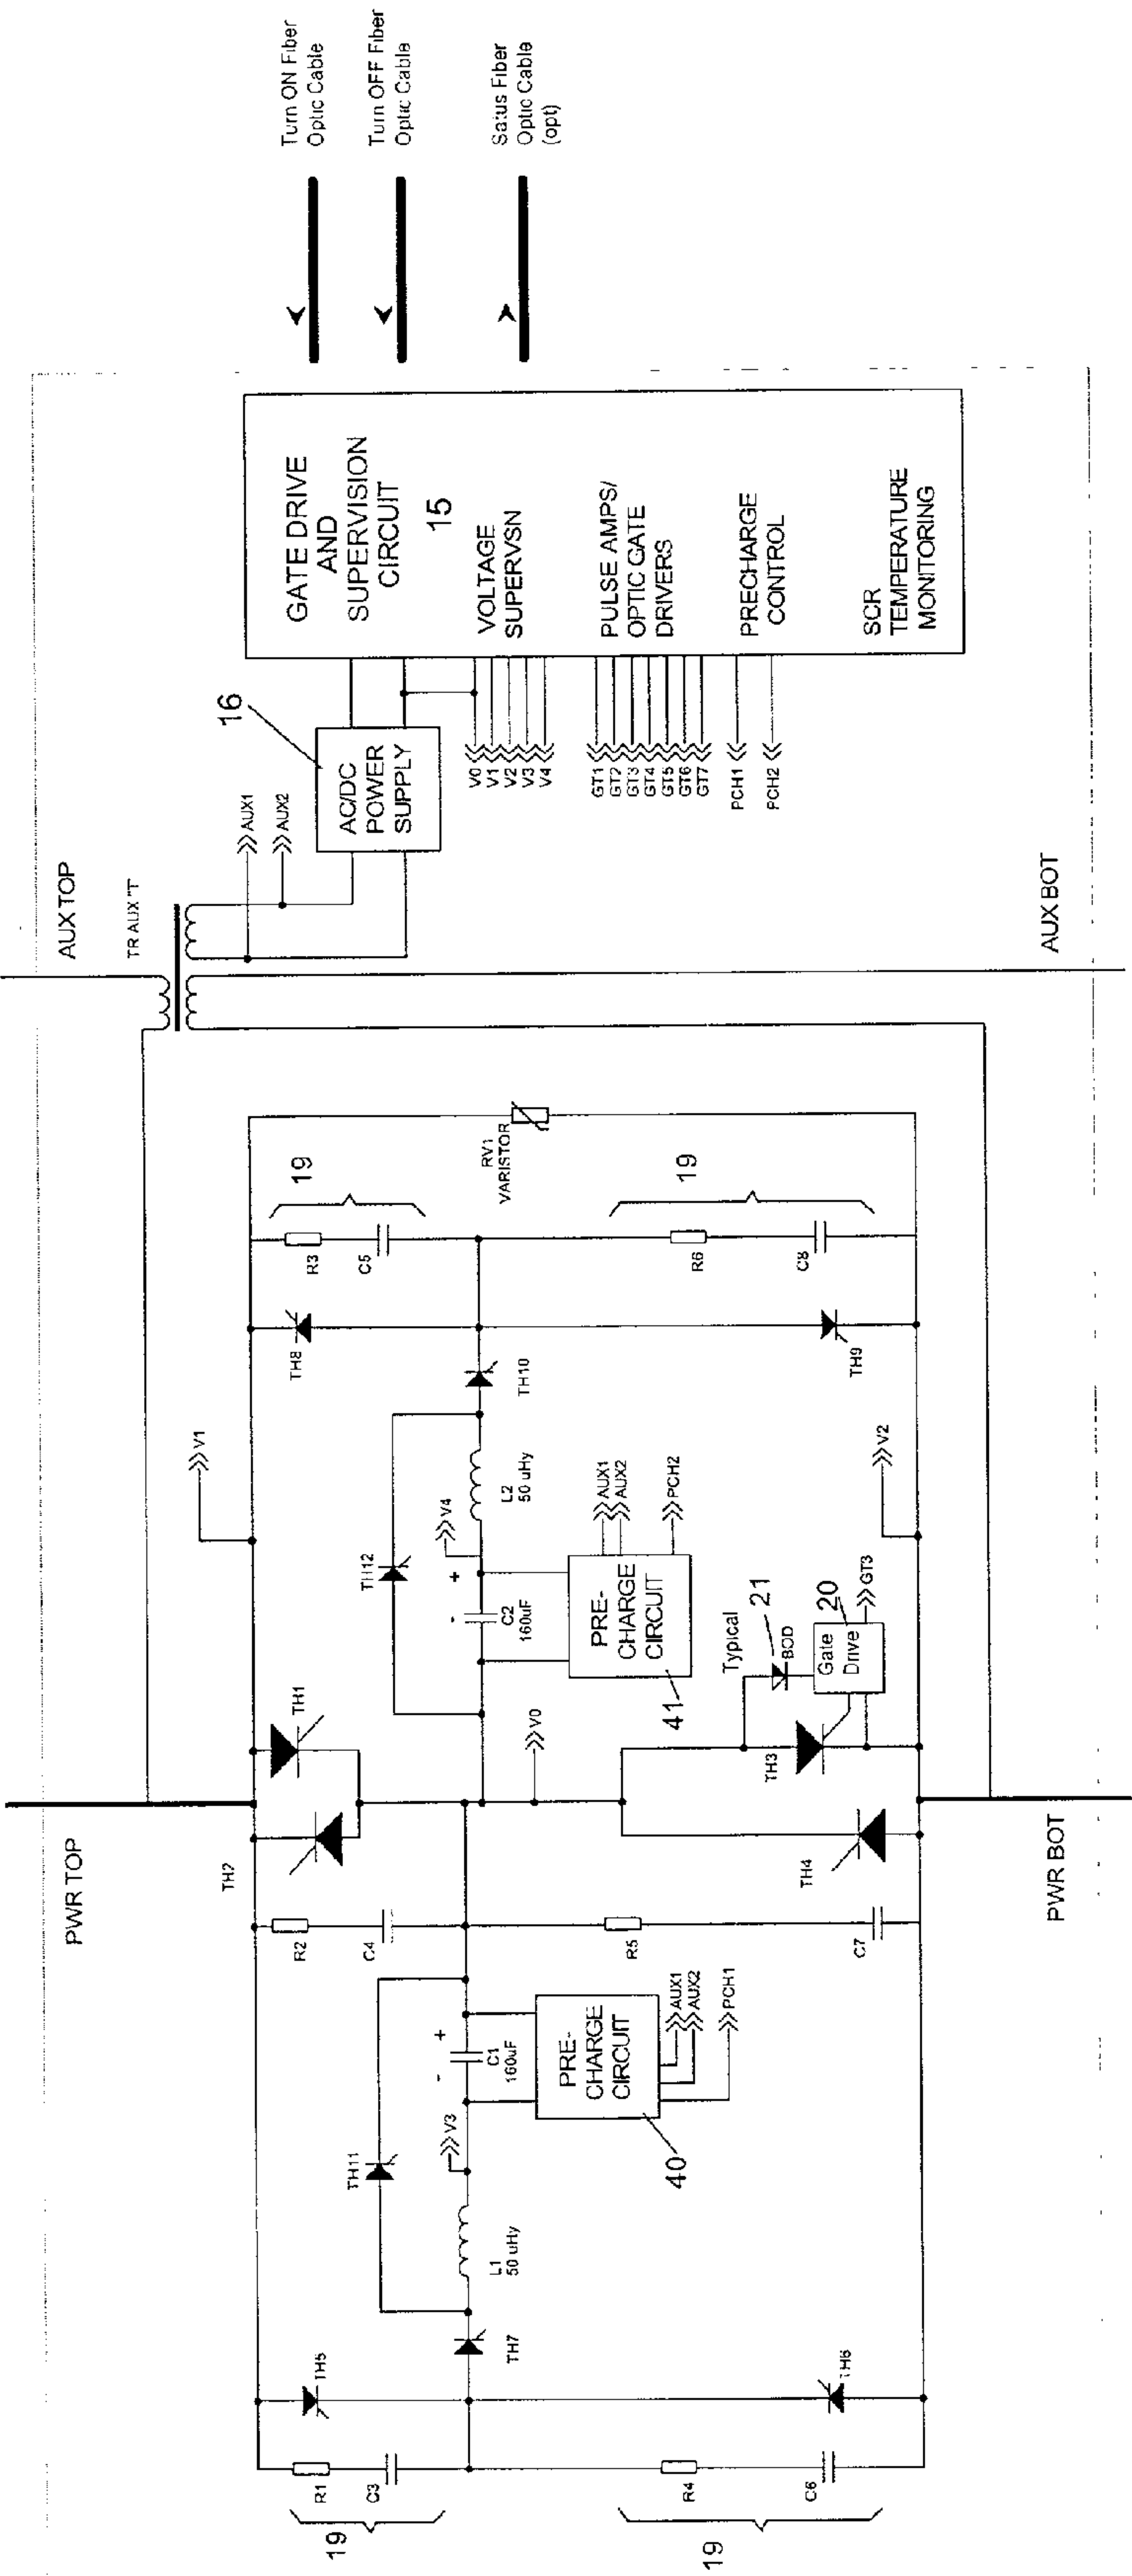 Turn ON Fiber
Optic Cable
Turn OFF Fiber
Optic Cable
Satus Fiber
Optic Cable
(opt)
AUX TOP
TR AUX "T"
AUX1
AUX2
16
AC/DC
POWER
SUPPLY
GATE DRIVE
AND
SUPERVISION
CIRCUIT
15
VOLTAGE
SUPERVSN
V0
V1
V2
V3
V4
PULSE AMPS/
OPTIC GATE
DRIVERS
GT1
GT2
GT3
GT4
GT5
GT6
GT7
PRECHARGE
CONTROL
PCH1
PCH2
SCR
TEMPERATURE
MONITORING
AUX BOT
PWR TOP
V1
19
R1
C3
TH5
TH7
L1
50 uHy
TH11
V3
-
+
C1
160uF
PRE-
CHARGE
CIRCUIT
40
AUX1
AUX2
PCH1
R2
C4
TH2
TH1
V0
TH12
-
+
C2
160uF
V4
L2
50 uHy
PRE-
CHARGE
CIRCUIT
41
AUX1
AUX2
PCH2
TH10
TH8
R3
C5
19
RV1
VARISTOR
19
R4
C6
TH6
R5
C7
TH4
TH3
Typical
BOD
21
Gate
Drive
20
GT3
V2
TH9
R6
C8
19
PWR BOT